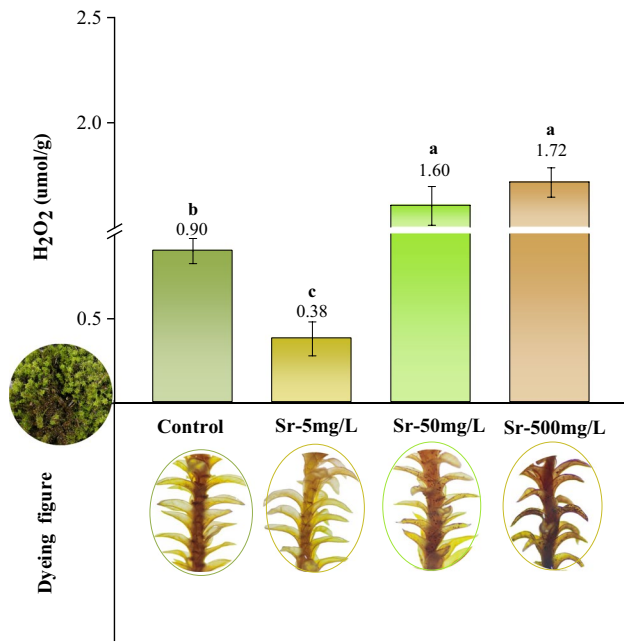 2.5
2.0
0.5
H₂O₂ (umol/g)
b
0.90
c
0.38
a
1.60
a
1.72
Control
Sr-5mg/L
Sr-50mg/L
Sr-500mg/L
Dyeing figure